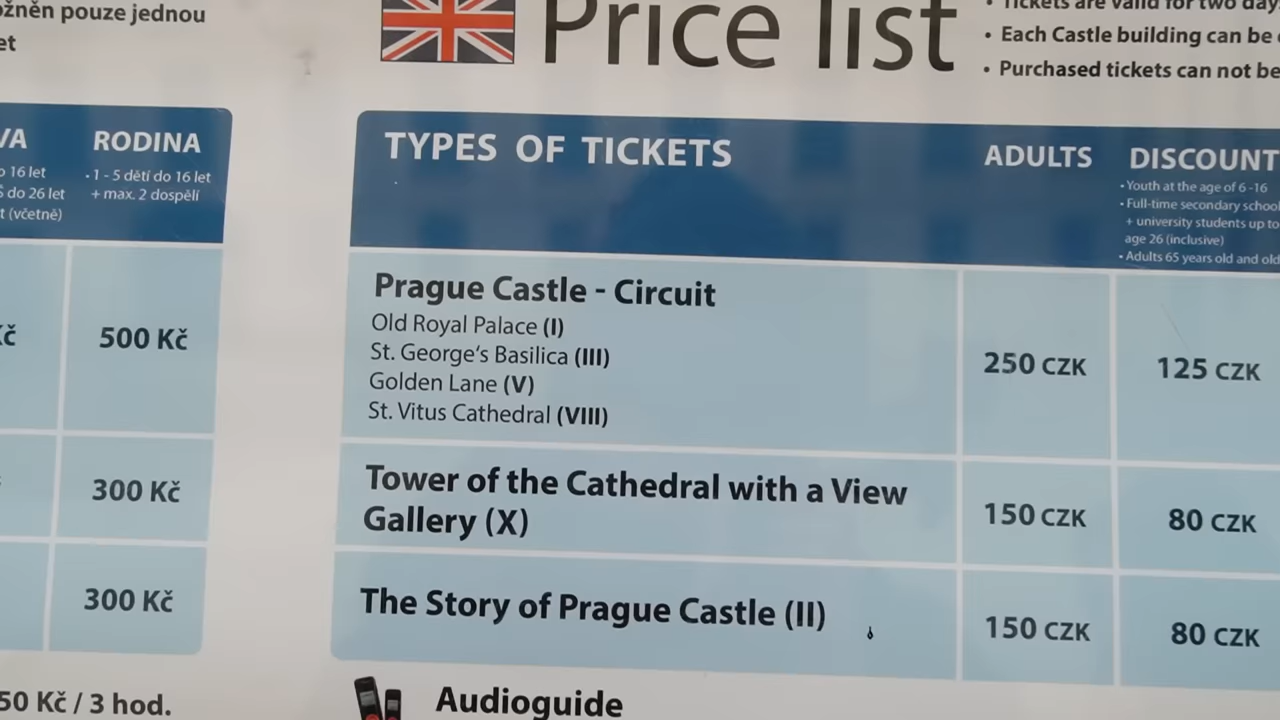 pouze jednou
RODINA
• 1 - 5 dětí do 16 let
+ max. 2 dospělí
16 let
do 26 let
(včetně)
500 Kč
300 Kč
300 Kč
50 Kč / 3 hod.
Price list
• Tickets are valid for two
• Each Castle building can be
• Purchased tickets can not be
TYPES OF TICKETS
ADULTS
DISCOUNT
• Youth at the age of 6 -16
• Full-time secondary school
+ university students up to
age 26 (inclusive)
• Adults 65 years old and
Prague Castle - Circuit
Old Royal Palace (I)
St. George's Basilica (III)
Golden Lane (V)
St. Vitus Cathedral (VIII)
250 CZK
125 CZK
Tower of the Cathedral with a View
Gallery (X)
150 CZK
80 CZK
The Story of Prague Castle (II)
150 CZK
80 CZK
Audioguide